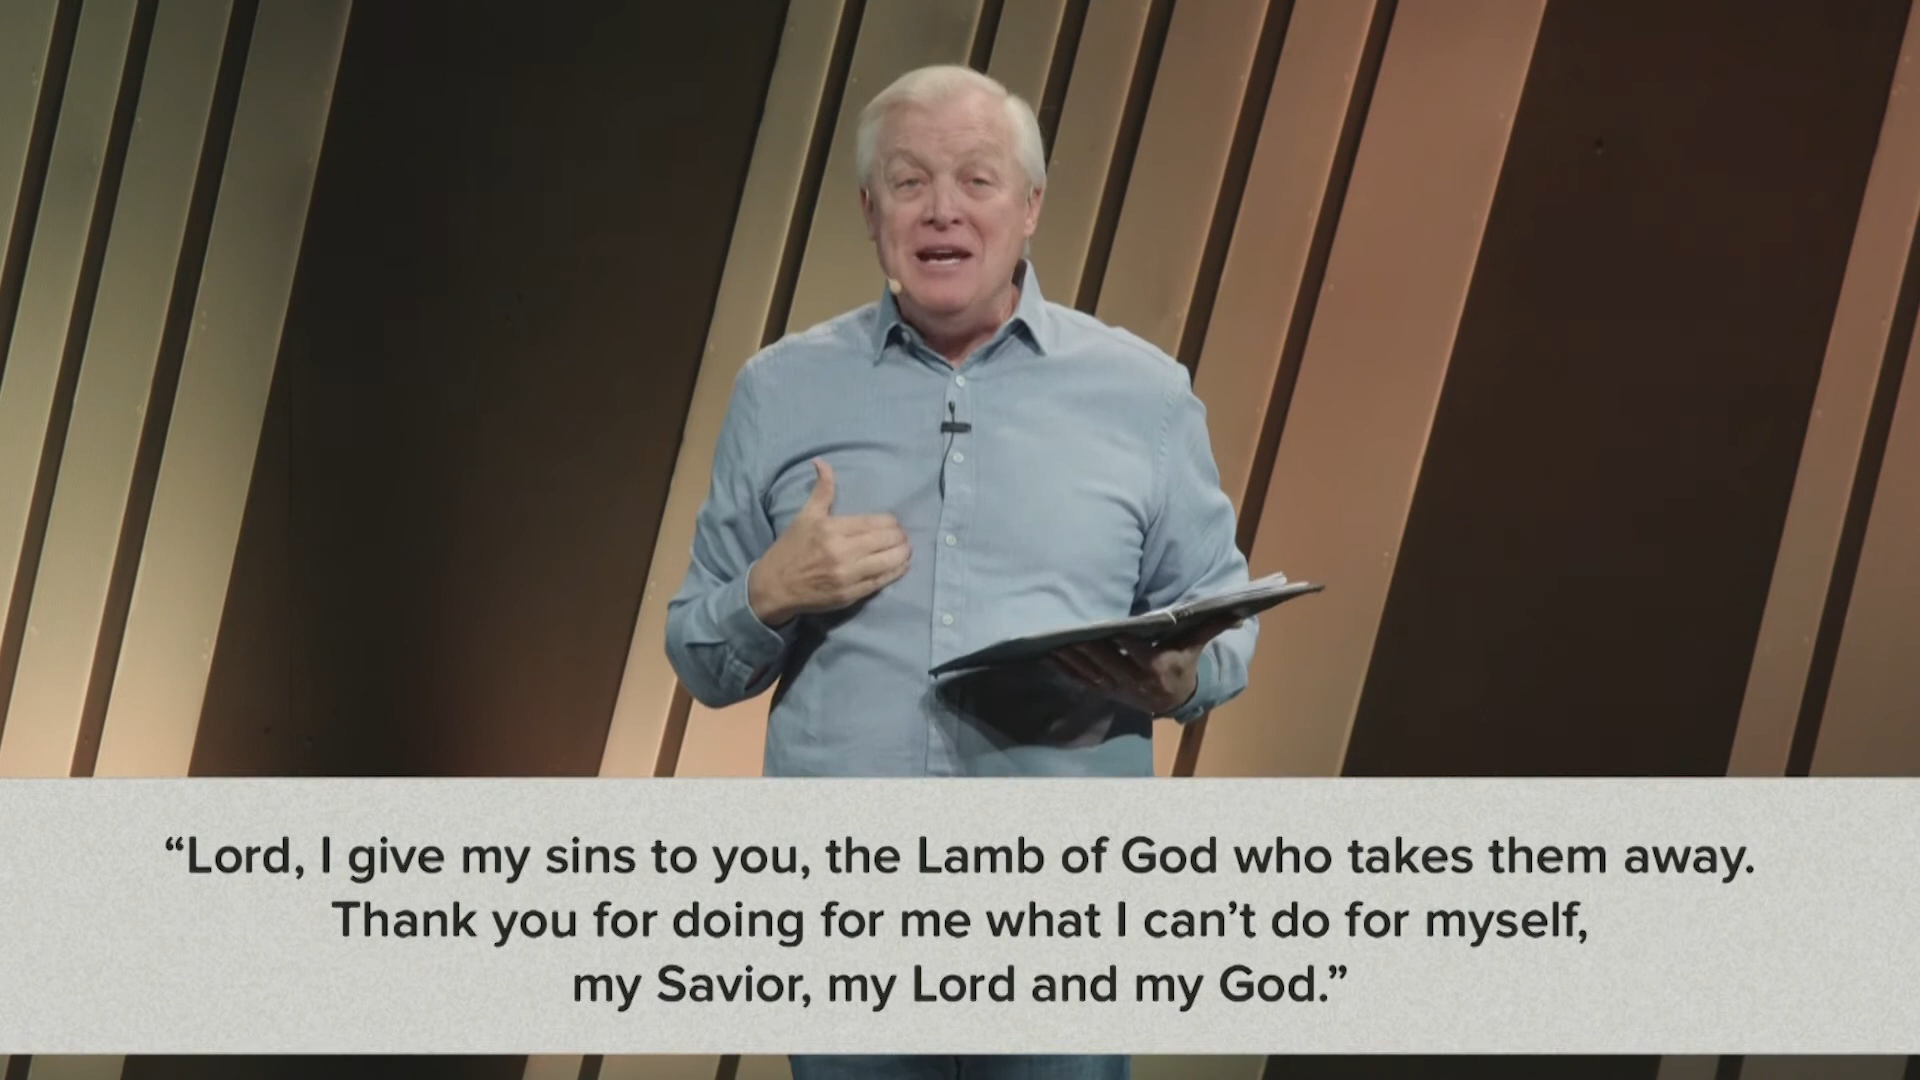 “Lord, I give my sins to you, the Lamb of God who takes them away.
Thank you for doing for me what I can’t do for myself,
my Savior, my Lord and my God.”